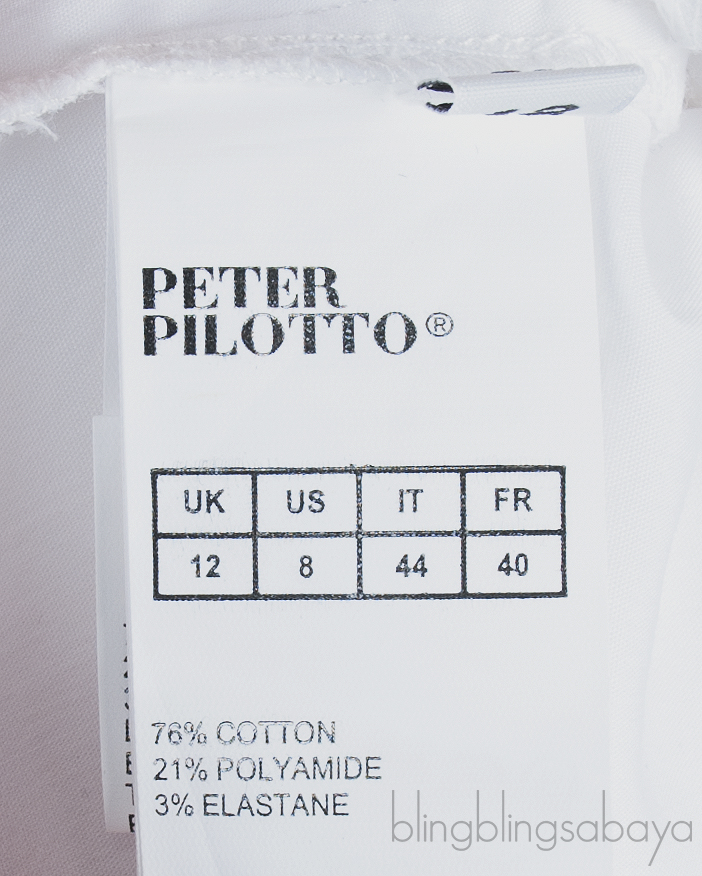 PETER
PILOTTO®
UK US IT FR
12 8 44 40
76% COTTON
21% POLYAMIDE
3% ELASTANE
blingblingsabaya